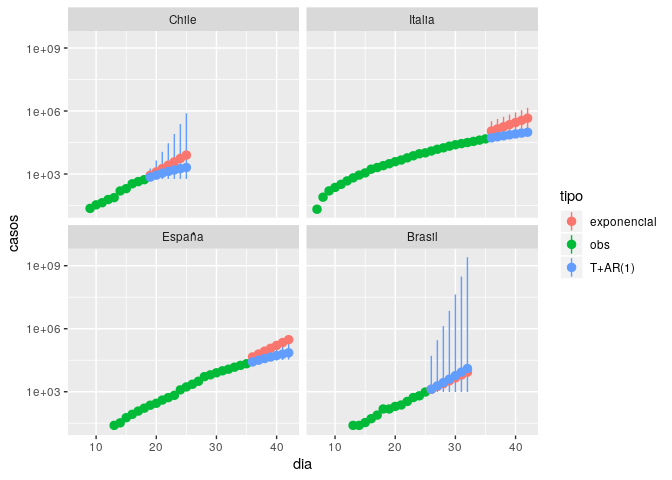 Chile
Italia
1e+09
1e+06
1e+03
España
Brasil
1e+09
1e+06
1e+03
10 20 30 40 10 20 30 40
dia
casos
tipo
exponencial
obs
T+AR(1)